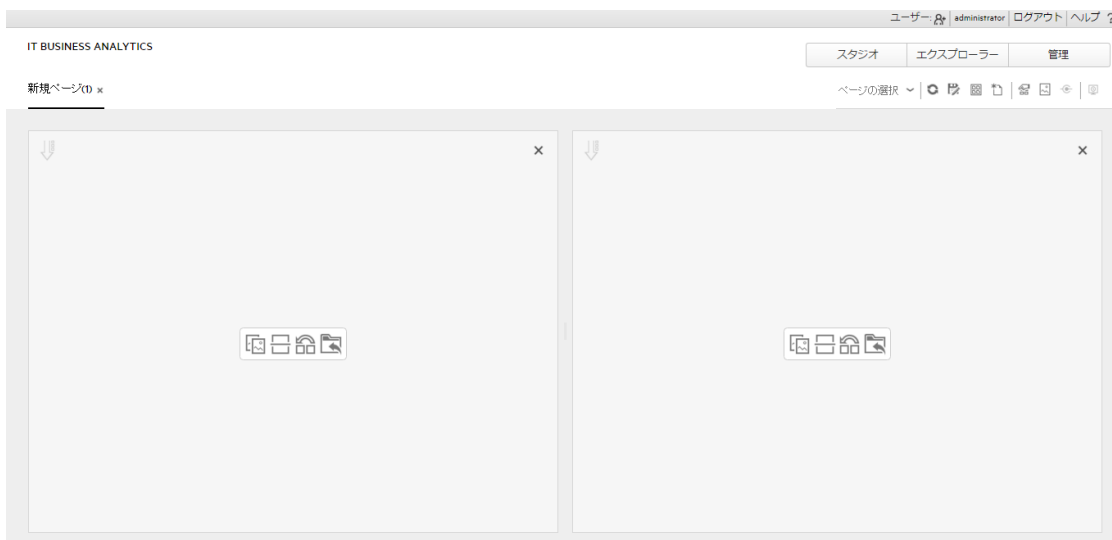 ユーザー: administrator ログアウト ヘルプ ?
IT BUSINESS ANALYTICS
スタジオ エクスプローラー 管理
新規ページ(1) × ページの選択